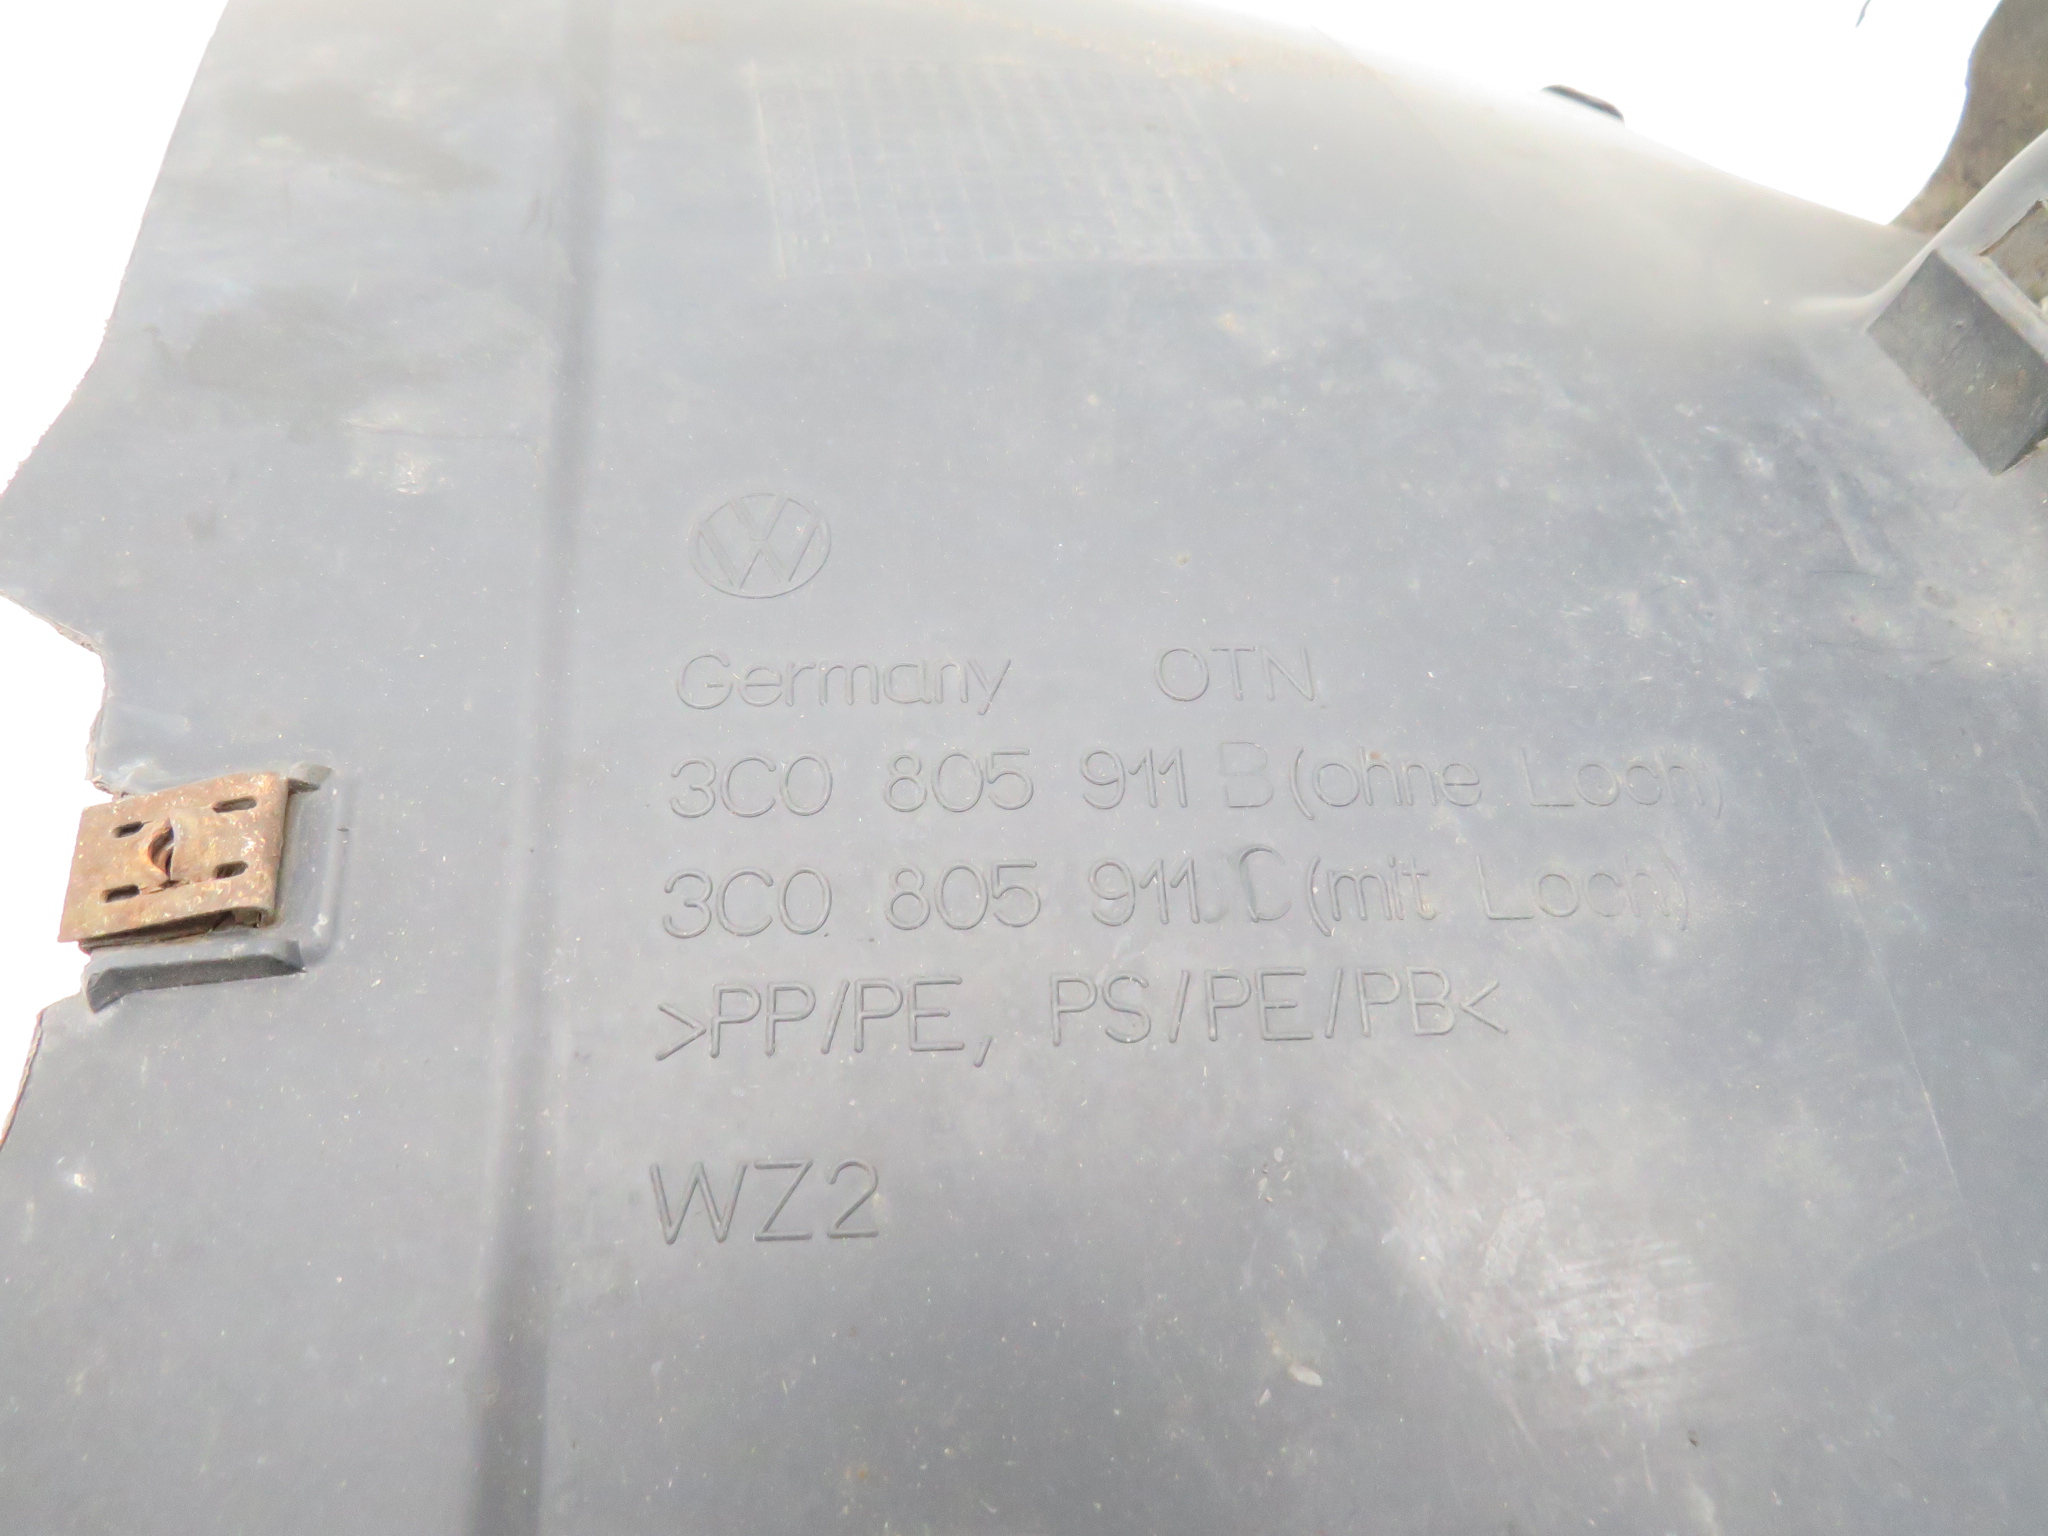 Germany OTN
3C0 805 911 B (ohne Loch)
3C0 805 911 C (mit Loch)
>PP/PE, PS/PE/PB<
WZ2